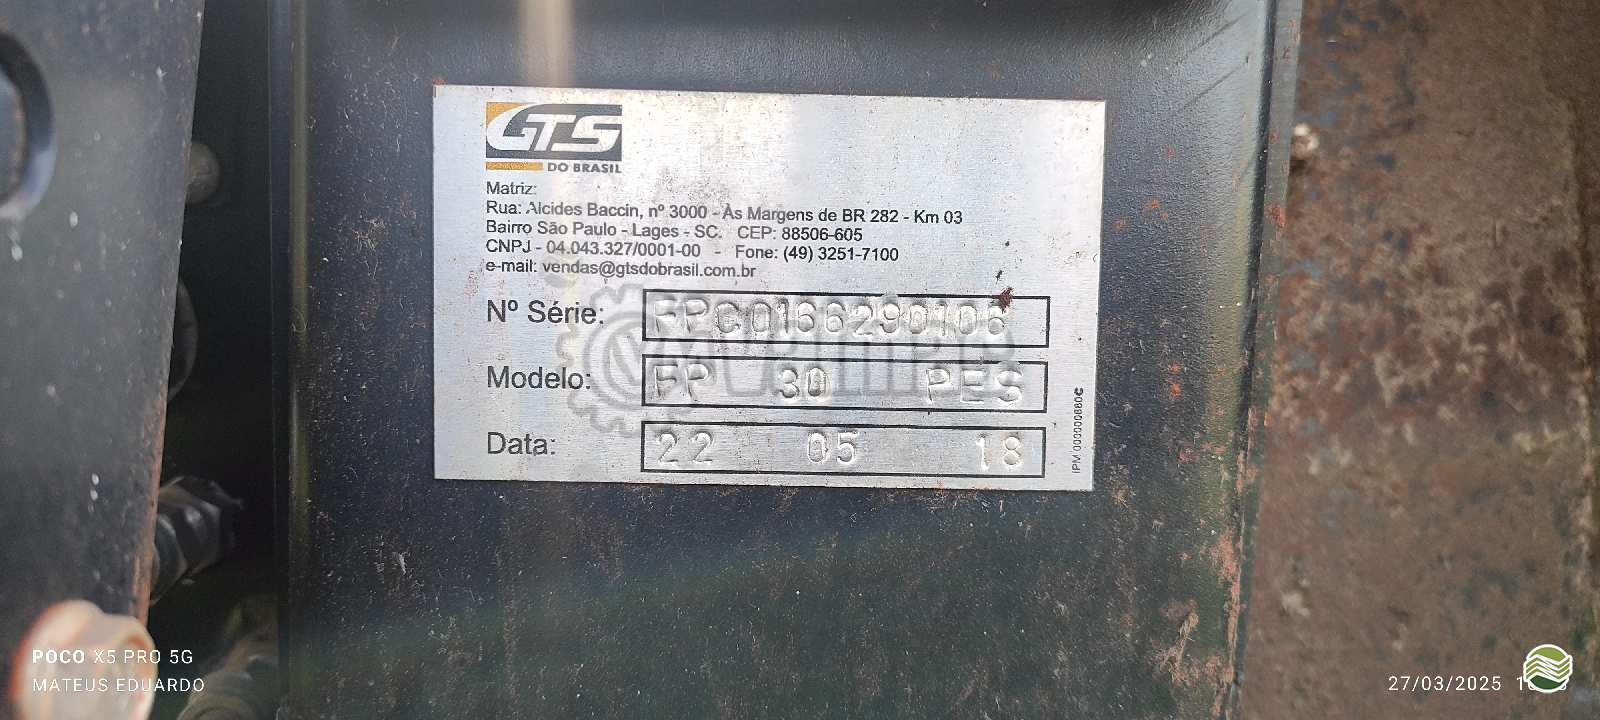 GTS
DO BRASIL
Matriz:
Rua: Alcides Baccin, nº 3000 - As Margens de BR 282 - Km 03
Bairro São Paulo - Lages - SC. CEP: 88506-605
CNPJ - 04.043.327/0001-00 - Fone: (49) 3251-7100
e-mail: vendas@gtsdobrasil.com.br
Nº Série: FPC0166290106
Modelo: FP 30 PES
Data: 22 05 18
IPM 000000880C
POCO X5 PRO 5G
MATEUS EDUARDO
27/03/2025